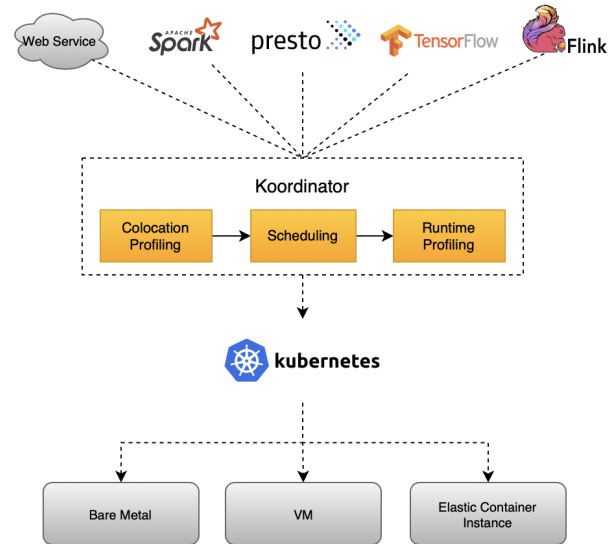 Web Service
APACHE
Spark
presto
TensorFlow
Flink
Koordinator
Colocation
Profiling
Scheduling
Runtime
Profiling
kubernetes
Bare Metal
VM
Elastic Container
Instance